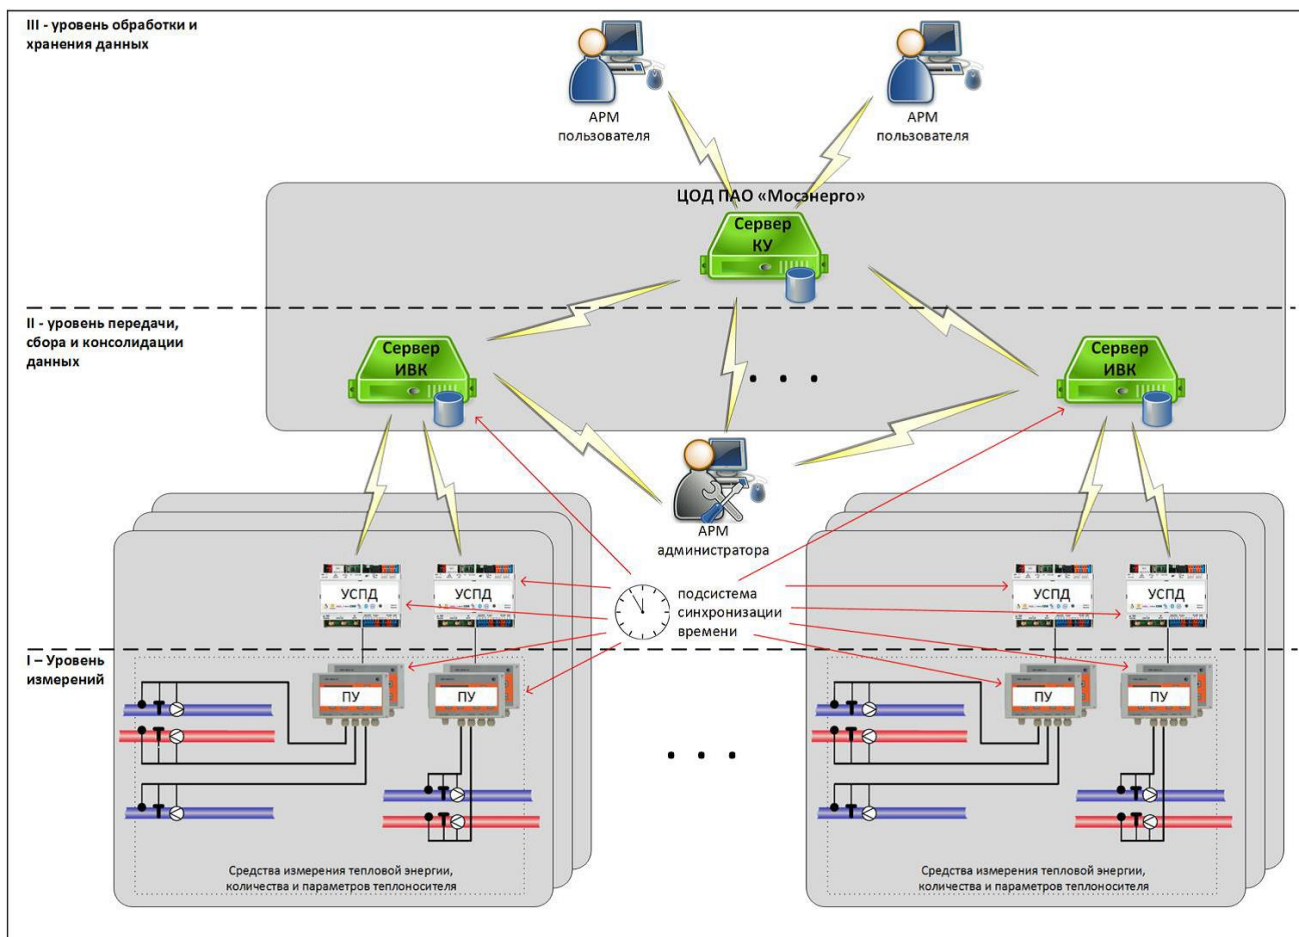 III - уровень обработки и
хранения данных
АРМ
пользователя
АРМ
пользователя
ЦОД ПАО «Мосэнерго»
Сервер
КУ
II - уровень передачи,
сбора и консолидации
данных
Сервер
ИВК
Сервер
ИВК
. . .
АРМ
администратора
УСПД
УСПД
подсистема
синхронизации
времени
УСПД
УСПД
I – Уровень
измерений
ПУ
ПУ
ПУ
ПУ
. . .
Средства измерения тепловой энергии,
количества и параметров теплоносителя
Средства измерения тепловой энергии,
количества и параметров теплоносителя